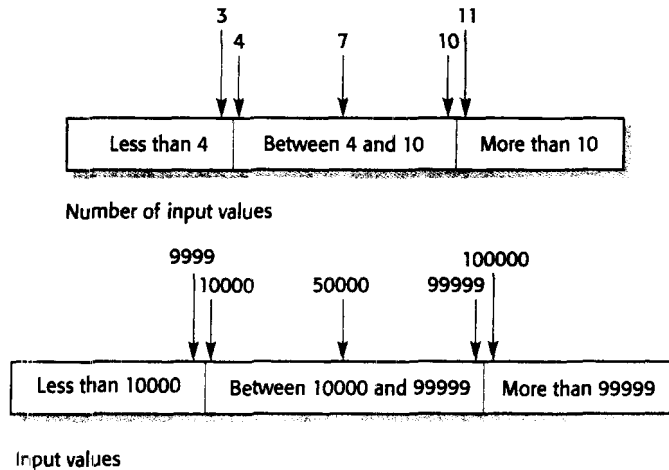 3 11
4 7 10
Less than 4 Between 4 and 10 More than 10
Number of input values
9999 100000
10000 50000 99999
Less than 10000 Between 10000 and 99999 More than 99999
Input values